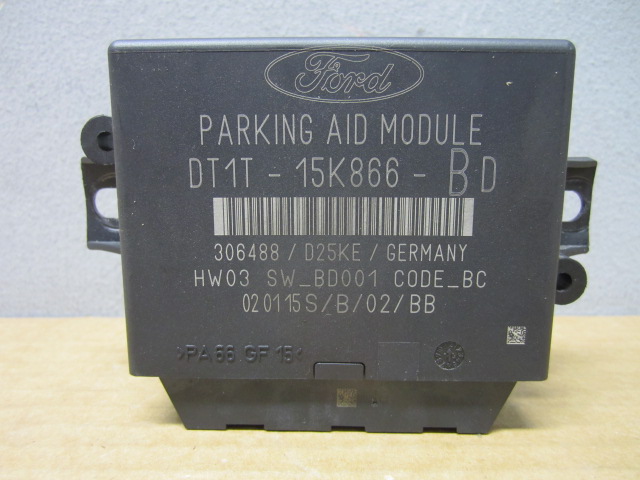 Ford
PARKING AID MODULE
DT1T - 15K866 - B·D
306488 / D25KE / GERMANY
HW03 SW_BD001 CODE_BC
020115S/B/02/BB
>PA 66 GF 15<